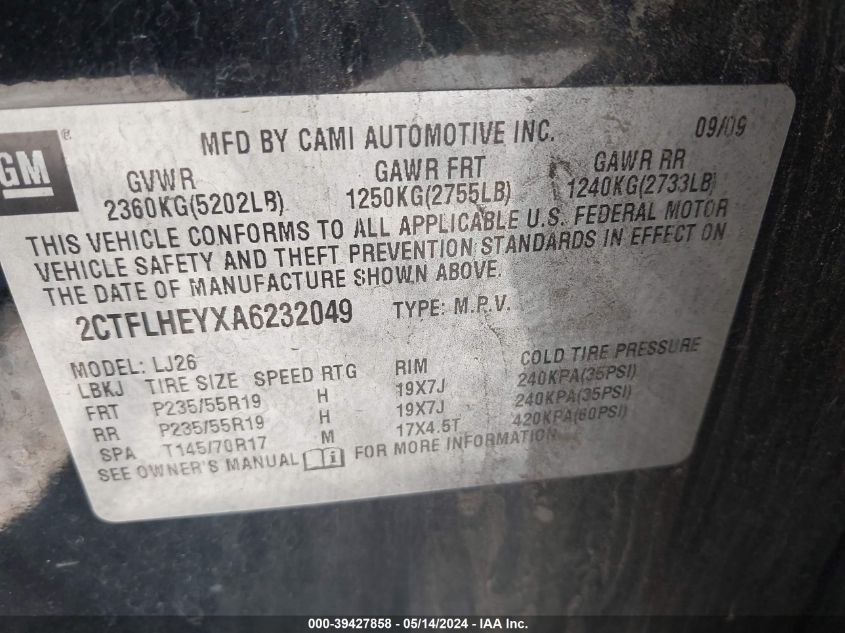 GM ®
MFD BY CAMI AUTOMOTIVE INC. 09/09
GVWR GAWR FRT GAWR RR
2360KG(5202LB) 1250KG(2755LB) 1240KG(2733LB)
THIS VEHICLE CONFORMS TO ALL APPLICABLE U.S. FEDERAL MOTOR
VEHICLE SAFETY AND THEFT PREVENTION STANDARDS IN EFFECT ON
THE DATE OF MANUFACTURE SHOWN ABOVE.
2CTFLHEYXA6232049 TYPE: M.P.V.
MODEL: LJ26
LBKJ TIRE SIZE SPEED RTG RIM COLD TIRE PRESSURE
FRT P235/55R19 H 19X7J 240KPA(35PSI)
RR P235/55R19 H 19X7J 240KPA(35PSI)
SPA T145/70R17 M 17X4.5T 420KPA(60PSI)
SEE OWNER'S MANUAL i FOR MORE INFORMATION
000-39427858 - 05/14/2024 - IAA Inc.